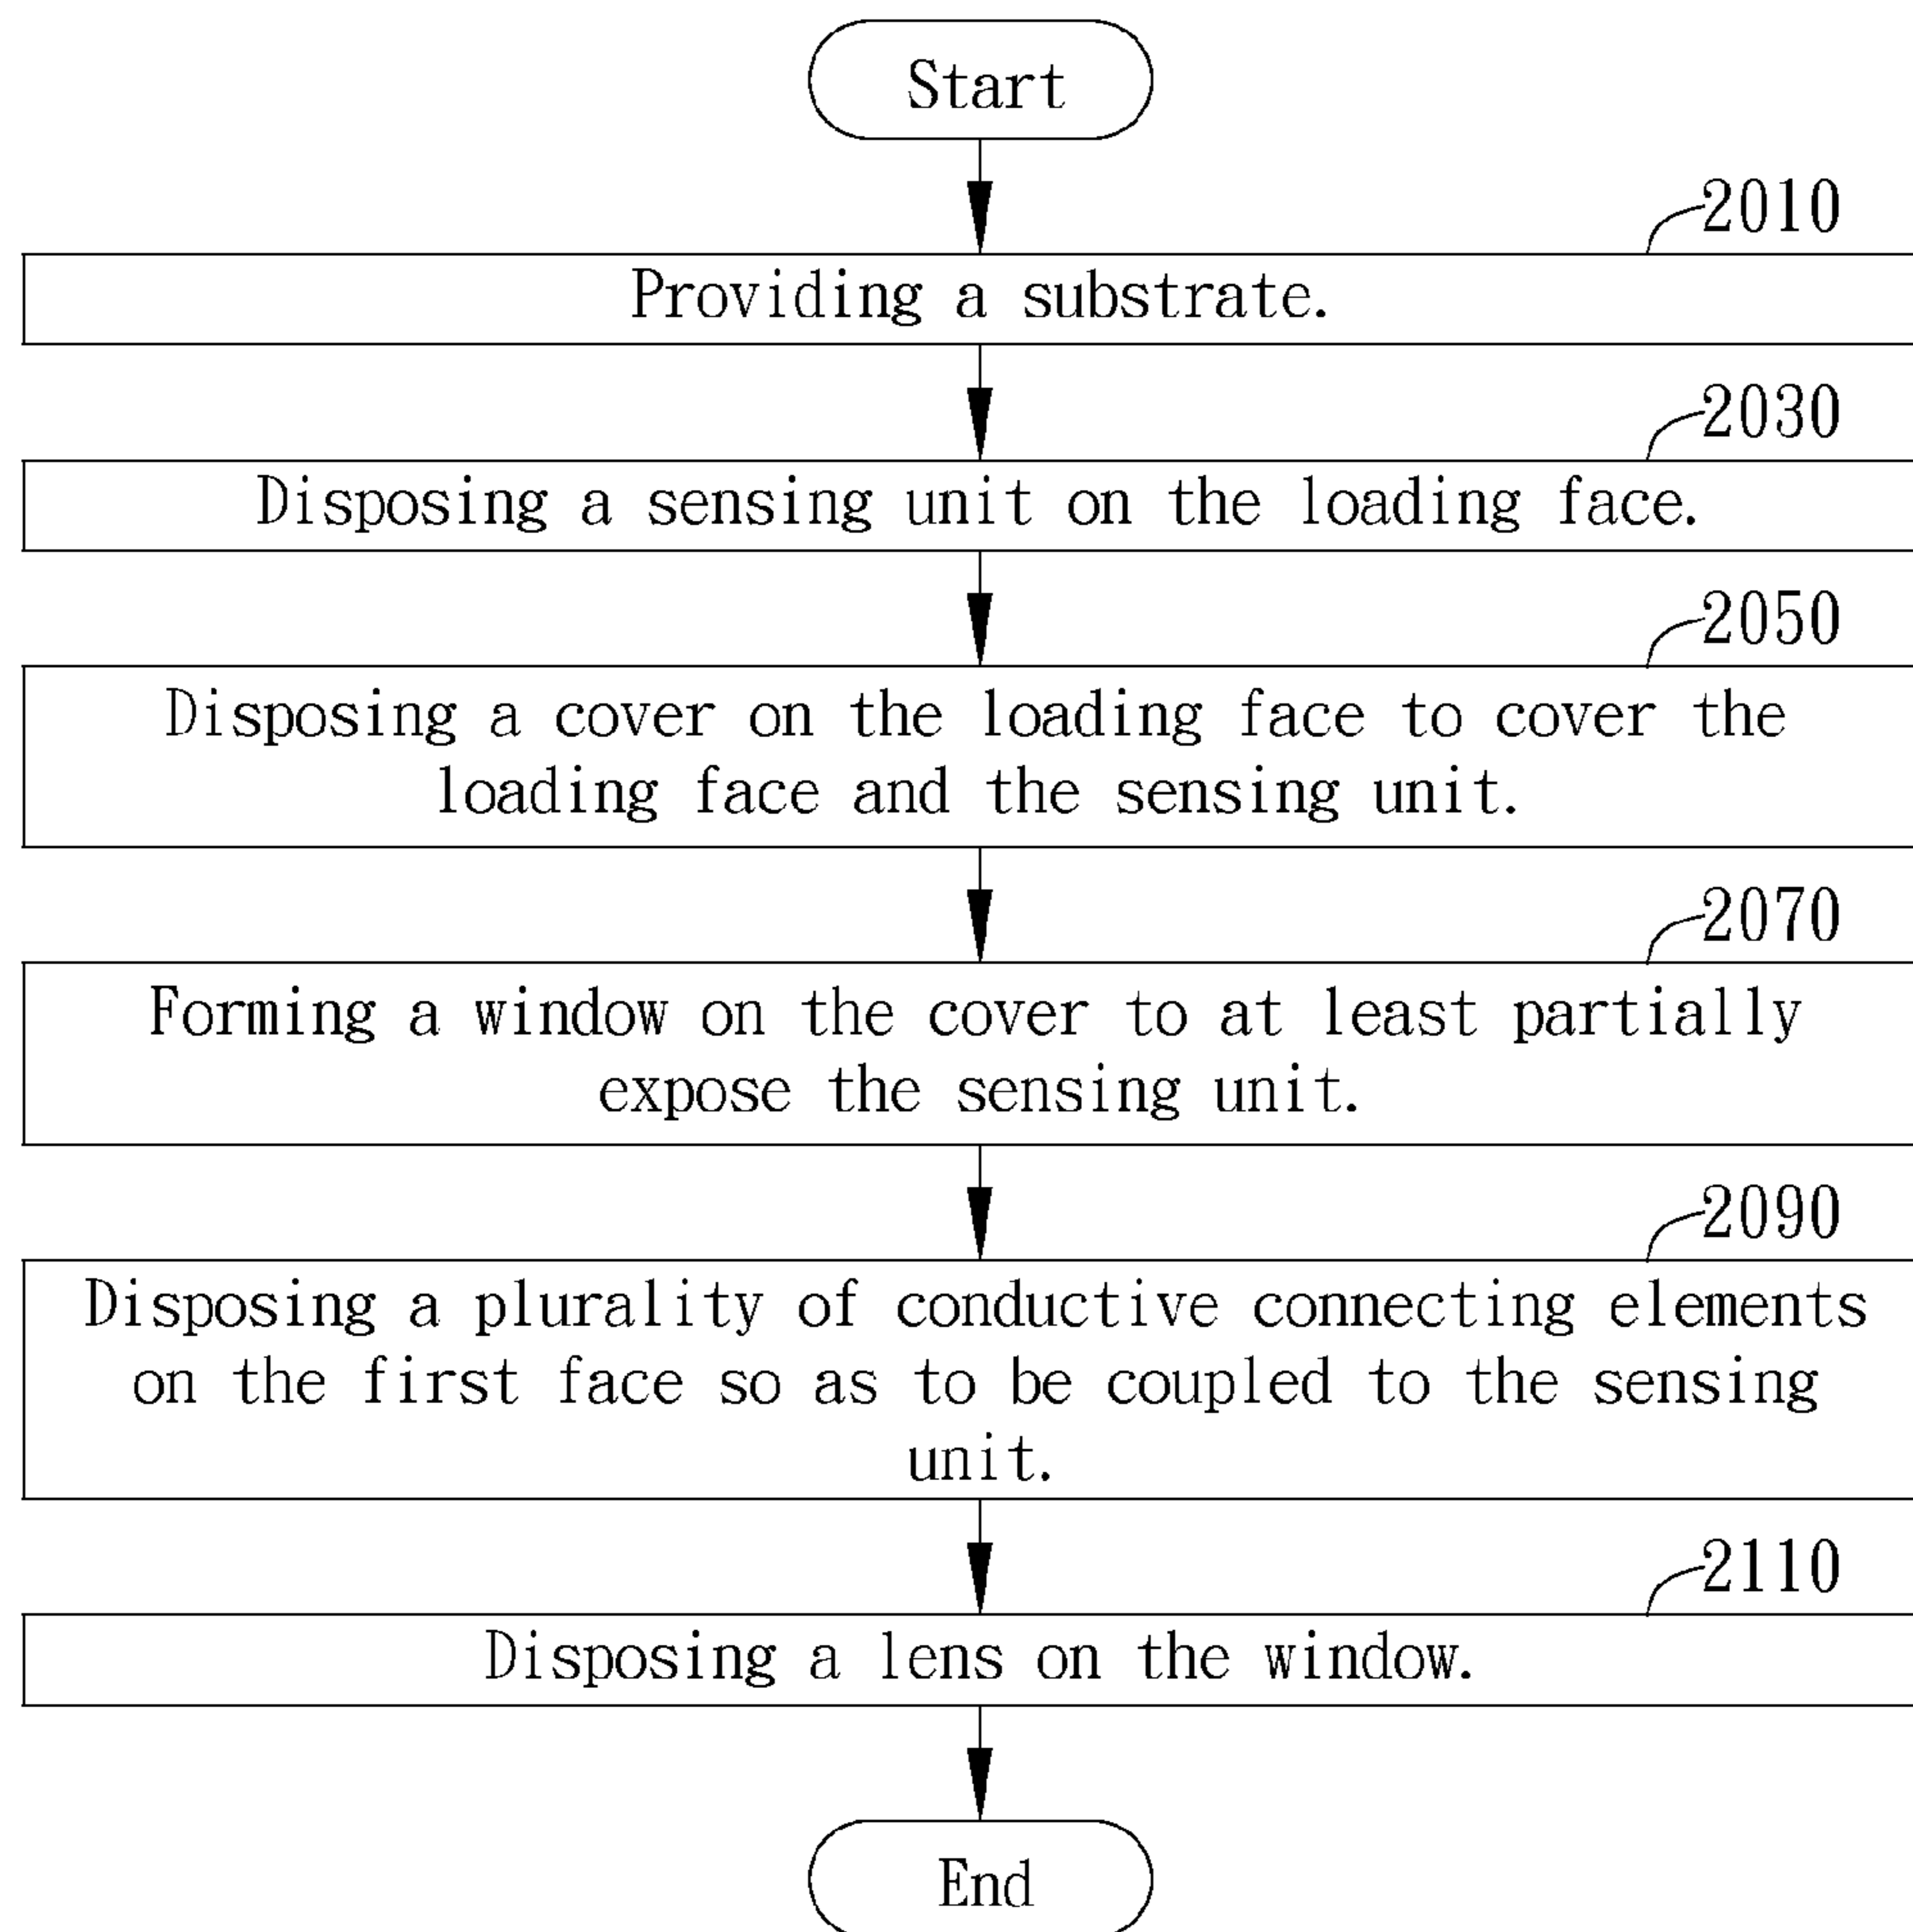 Start
2010
Providing a substrate.
2030
Disposing a sensing unit on the loading face.
2050
Disposing a cover on the loading face to cover the
loading face and the sensing unit.
2070
Forming a window on the cover to at least partially
expose the sensing unit.
2090
Disposing a plurality of conductive connecting elements
on the first face so as to be coupled to the sensing
unit.
2110
Disposing a lens on the window.
End